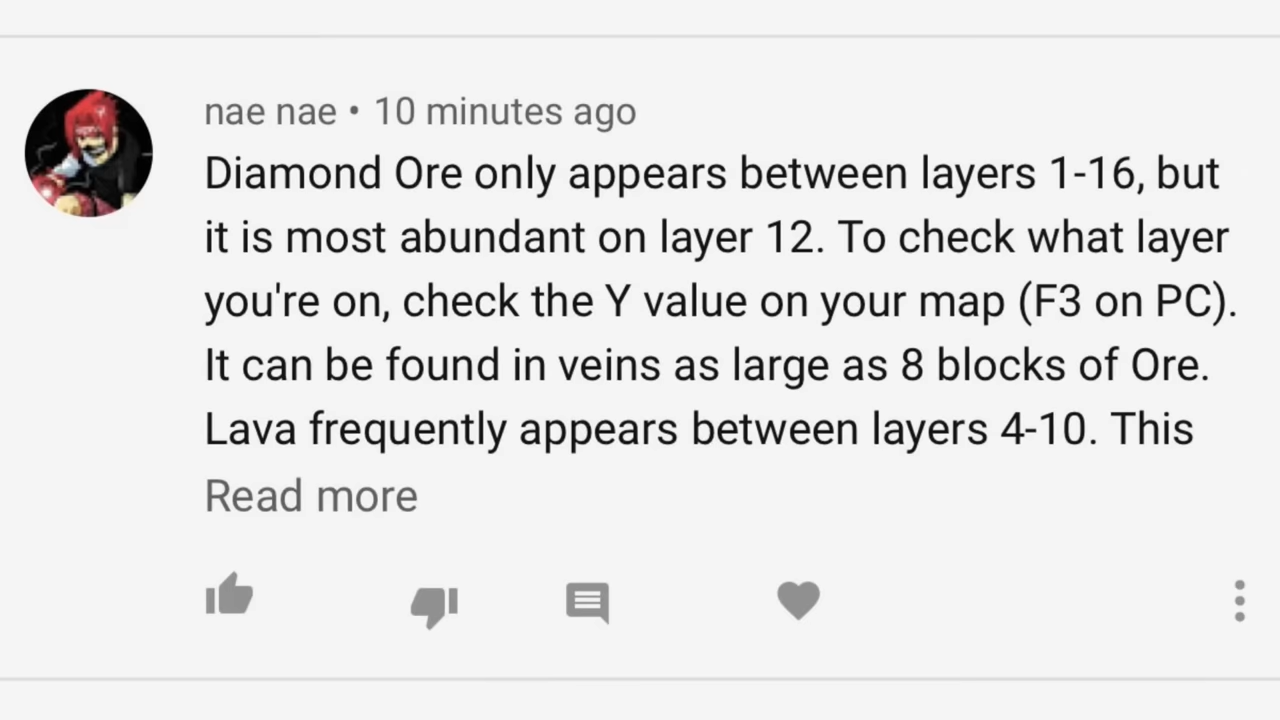 nae nae • 10 minutes ago
Diamond Ore only appears between layers 1-16, but
it is most abundant on layer 12. To check what layer
you're on, check the Y value on your map (F3 on PC).
It can be found in veins as large as 8 blocks of Ore.
Lava frequently appears between layers 4-10. This
Read more